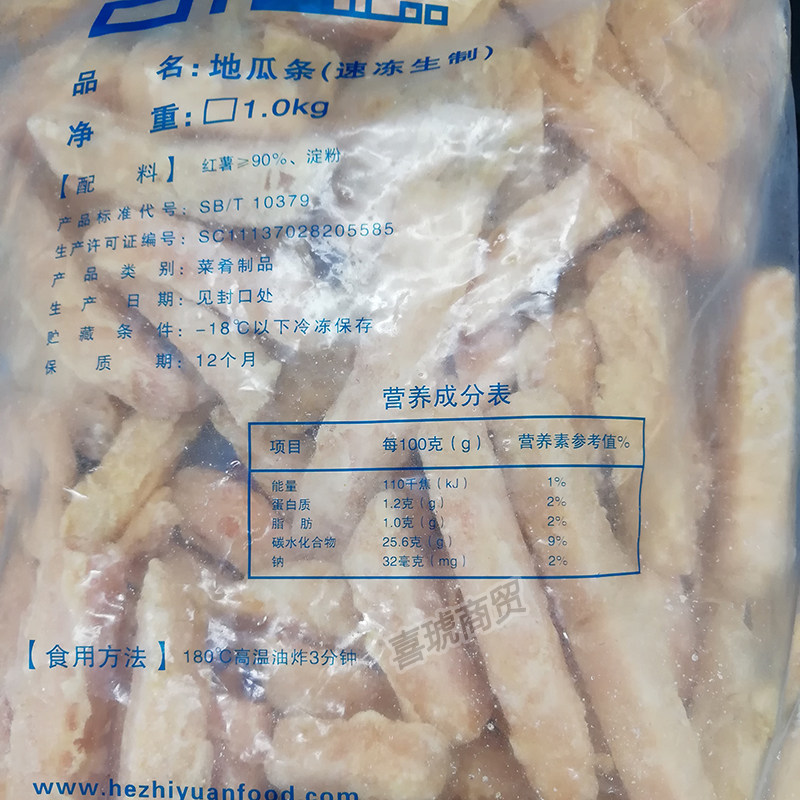 品 名:地瓜条(速冻生制)
净 重:□1.0kg
【配 料】 红薯≥90%、淀粉
产品标准代号: SB/T 10379
生产许可证编号: SC11137028205585
产 品 类 别: 菜肴制品
生 产 日 期: 见封口处
贮 藏 条 件: -18℃以下冷冻保存
保 质 期: 12个月
营养成分表
项目 每100克(g) 营养素参考值%
能量 110千焦(kJ) 1%
蛋白质 1.2克(g) 2%
脂 肪 1.0克(g) 2%
碳水化合物 25.6克(g) 9%
钠 32毫克(mg) 2%
喜琥商贸
【食用方法】 180℃高温油炸3分钟
www.hezhiyuanfood.com